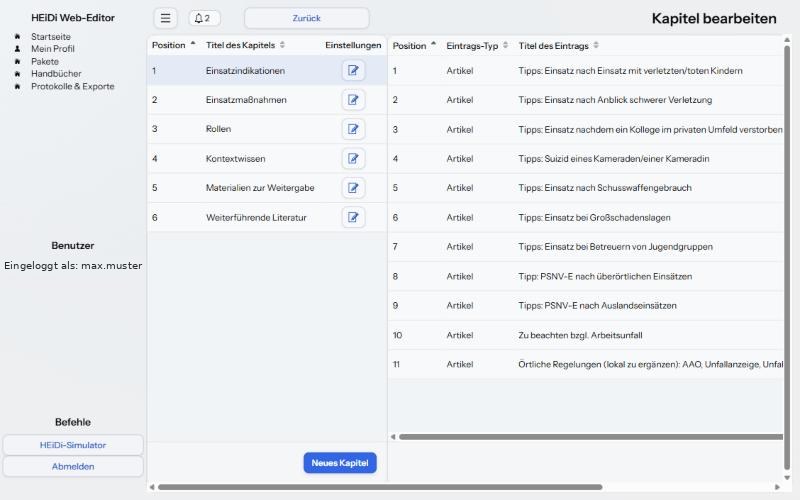 HEiDi Web-Editor
Startseite
Mein Profil
Pakete
Handbücher
Protokolle & Exporte
Benutzer
Eingeloggt als: max.muster
Befehle
HEiDi-Simulator
Abmelden
2
Zurück
Kapitel bearbeiten
Position Titel des Kapitels Einstellungen
1 Einsatzindikationen
2 Einsatzmaßnahmen
3 Rollen
4 Kontextwissen
5 Materialien zur Weitergabe
6 Weiterführende Literatur
Neues Kapitel
Position Eintrags-Typ Titel des Eintrags
1 Artikel Tipps: Einsatz nach Einsatz mit verletzten/toten Kindern
2 Artikel Tipps: Einsatz nach Anblick schwerer Verletzung
3 Artikel Tipps: Einsatz nachdem ein Kollege im privaten Umfeld verstorben
4 Artikel Tipps: Suizid eines Kameraden/einer Kameradin
5 Artikel Tipps: Einsatz nach Schusswaffengebrauch
6 Artikel Tipps: Einsatz bei Großschadenslagen
7 Artikel Tipps: Einsatz bei Betreuern von Jugendgruppen
8 Artikel Tipp: PSNV-E nach überörtlichen Einsätzen
9 Artikel Tipps: PSNV-E nach Auslandseinsätzen
10 Artikel Zu beachten bzgl. Arbeitsunfall
11 Artikel Örtliche Regelungen (lokal zu ergänzen): AAO, Unfallanzeige, Unfal